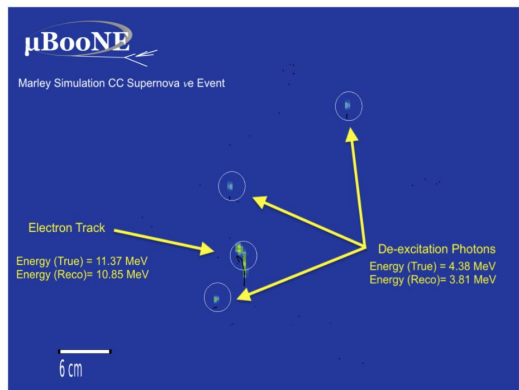 μBooNE
Marley Simulation CC Supernova νe Event
Electron Track
Energy (True) = 11.37 MeV
Energy (Reco)= 10.85 MeV
De-excitation Photons
Energy (True) = 4.38 MeV
Energy (Reco)= 3.81 MeV
6 cm